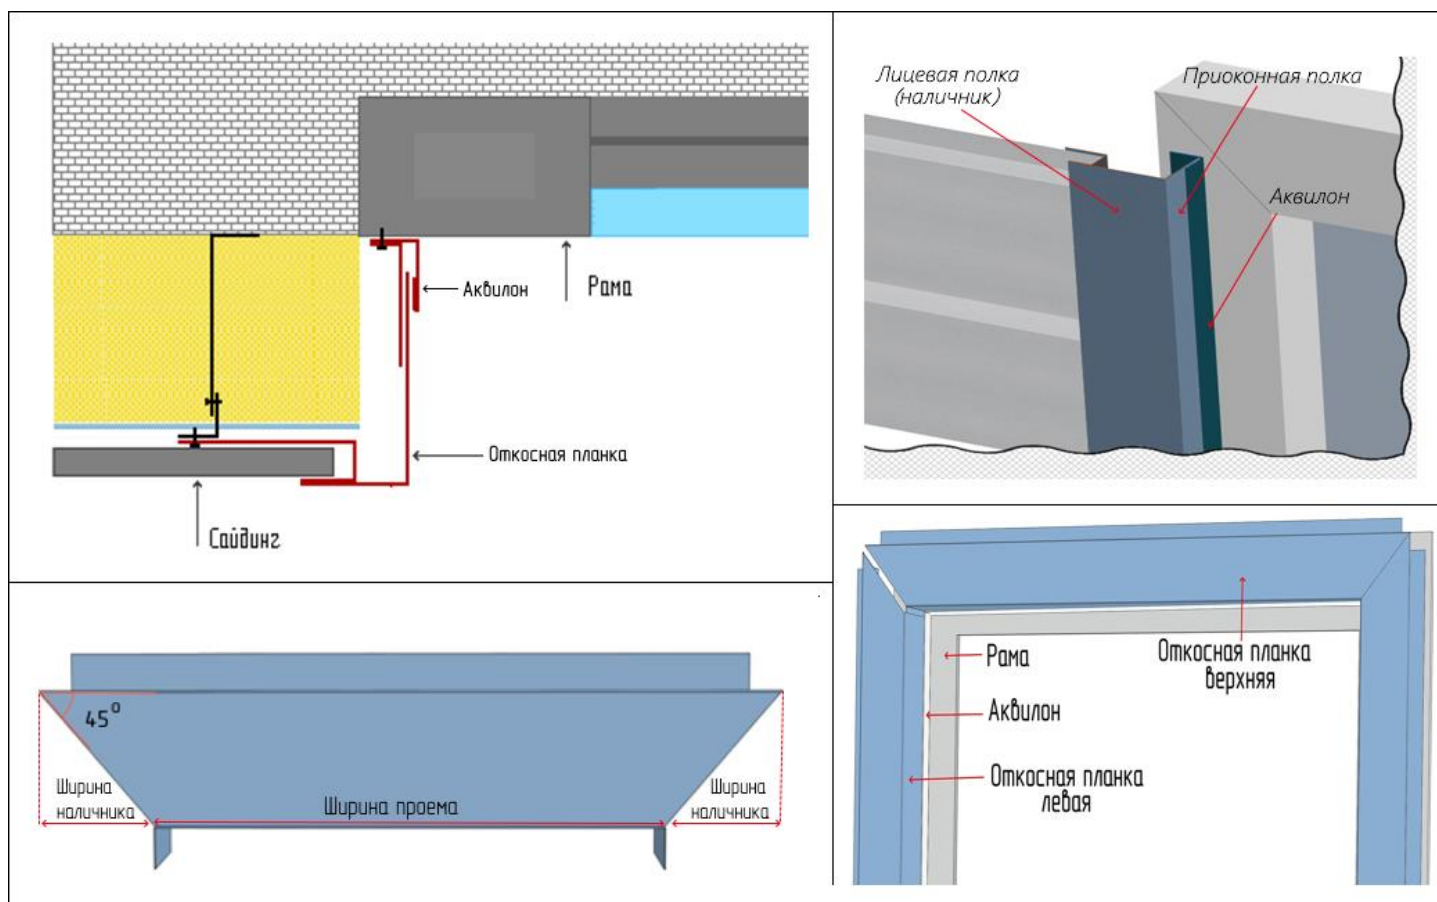 Аквилон
Рама
Откосная планка
Сайдинг
Лицевая полка
(наличник)
Приоконная полка
Аквилон
45°
Ширина
наличника
Ширина проема
Ширина
наличника
Рама
Откосная планка
верхняя
Аквилон
Откосная планка
левая